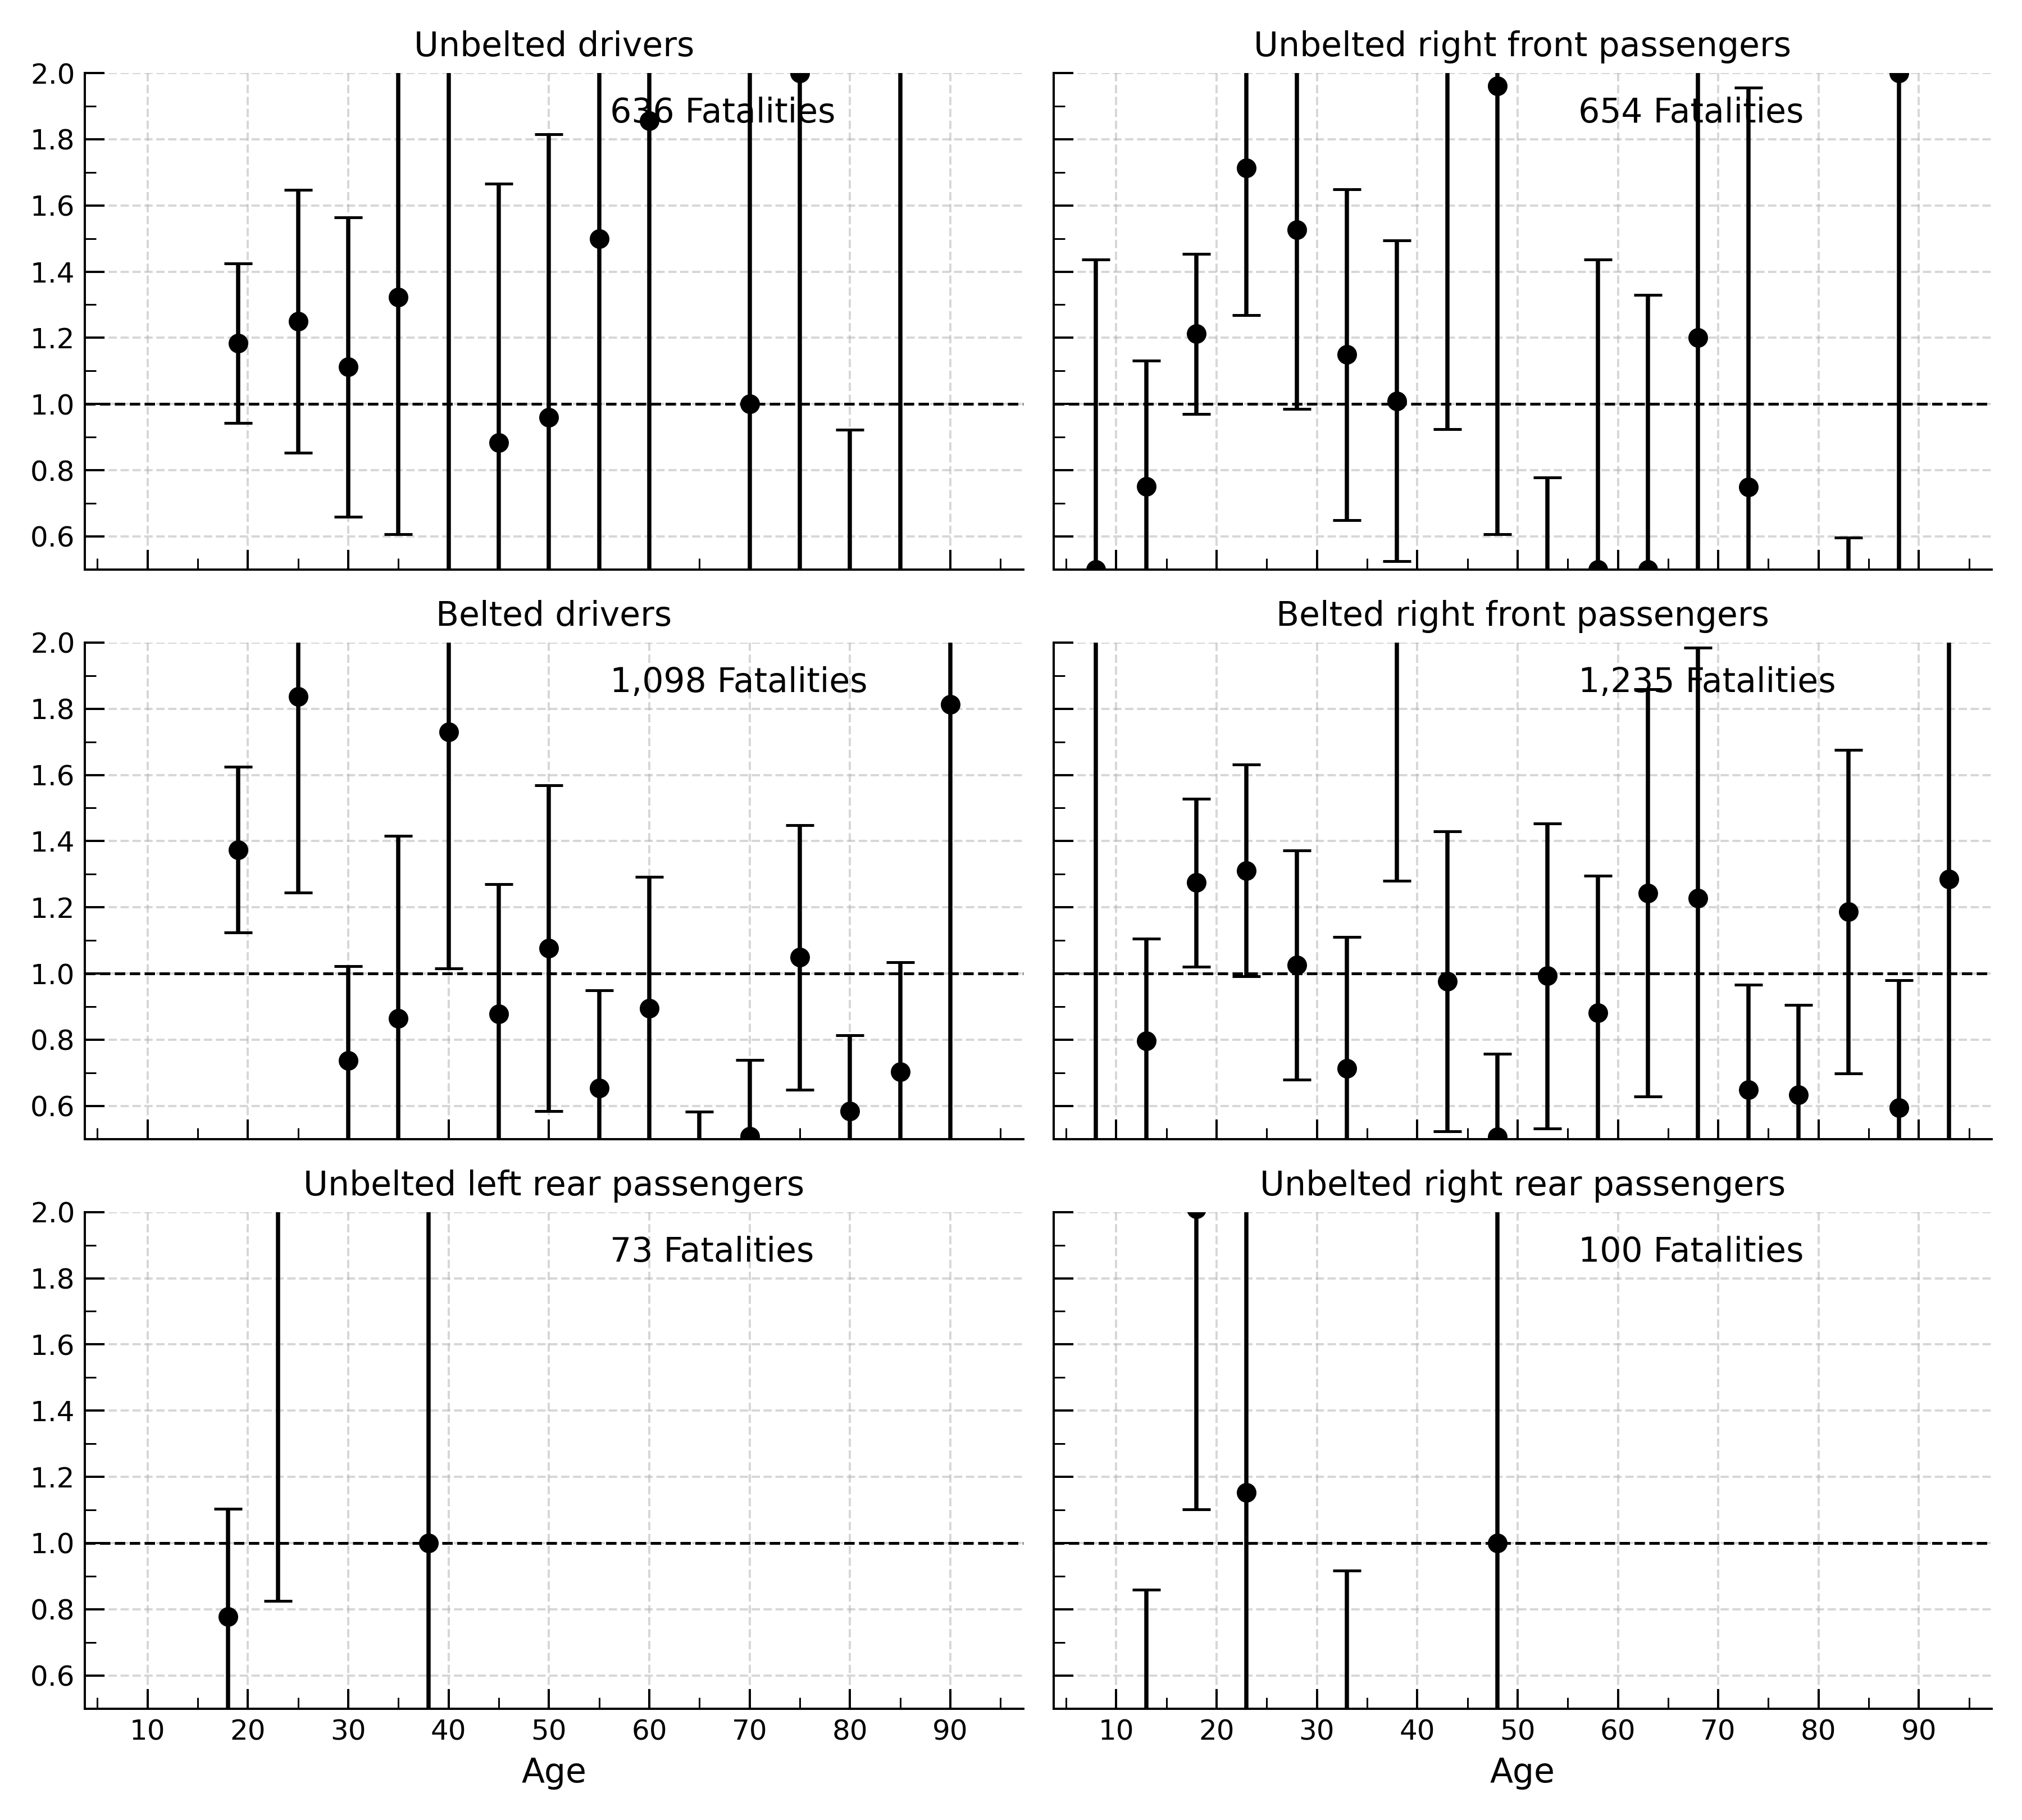 Unbelted drivers
Unbelted right front passengers
2.0
1.8
1.6
1.4
1.2
1.0
0.8
0.6
636 Fatalities
654 Fatalities
Belted drivers
Belted right front passengers
2.0
1.8
1.6
1.4
1.2
1.0
0.8
0.6
1,098 Fatalities
1,235 Fatalities
Unbelted left rear passengers
Unbelted right rear passengers
2.0
1.8
1.6
1.4
1.2
1.0
0.8
0.6
73 Fatalities
100 Fatalities
10 20 30 40 50 60 70 80 90
10 20 30 40 50 60 70 80 90
Age
Age